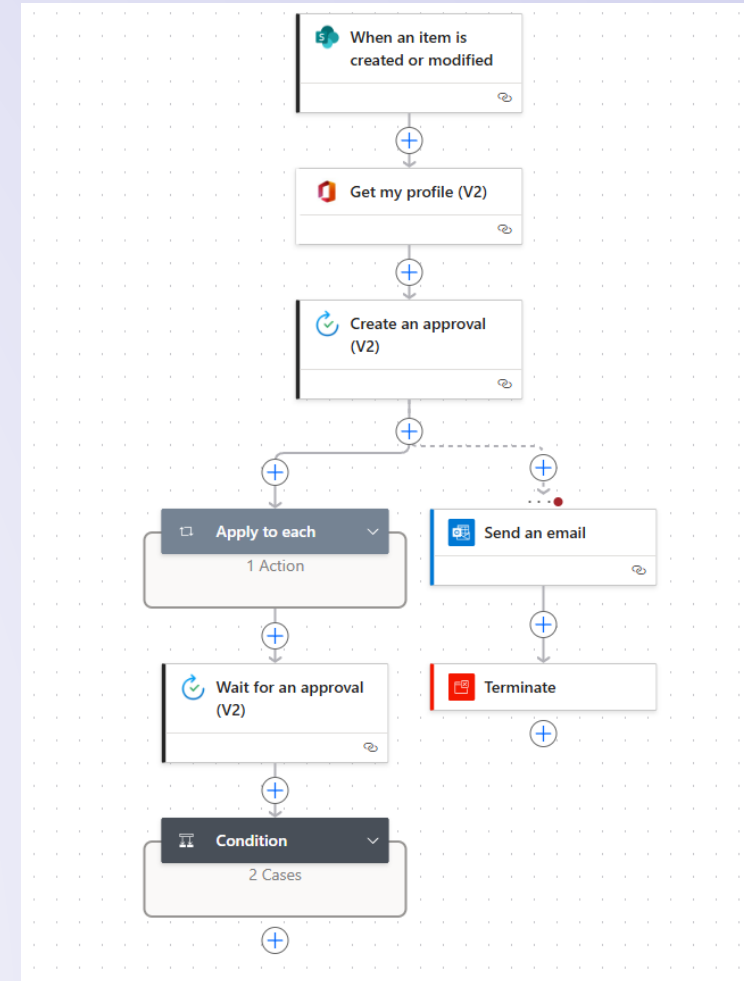 When an item is
created or modified
Get my profile (V2)
Create an approval
(V2)
Apply to each
1 Action
Send an email
Wait for an approval
(V2)
Terminate
Condition
2 Cases